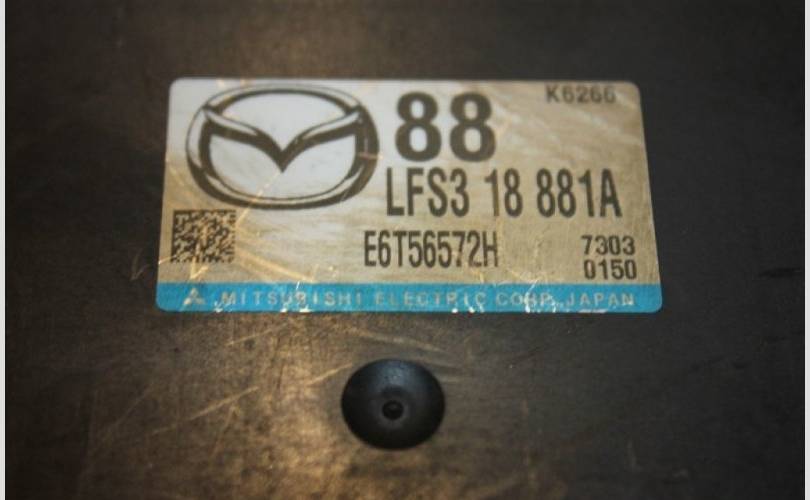 K6266
88
LFS3 18 881A
E6T56572H 7303
0150
MITSUBISHI ELECTRIC CORP. JAPAN